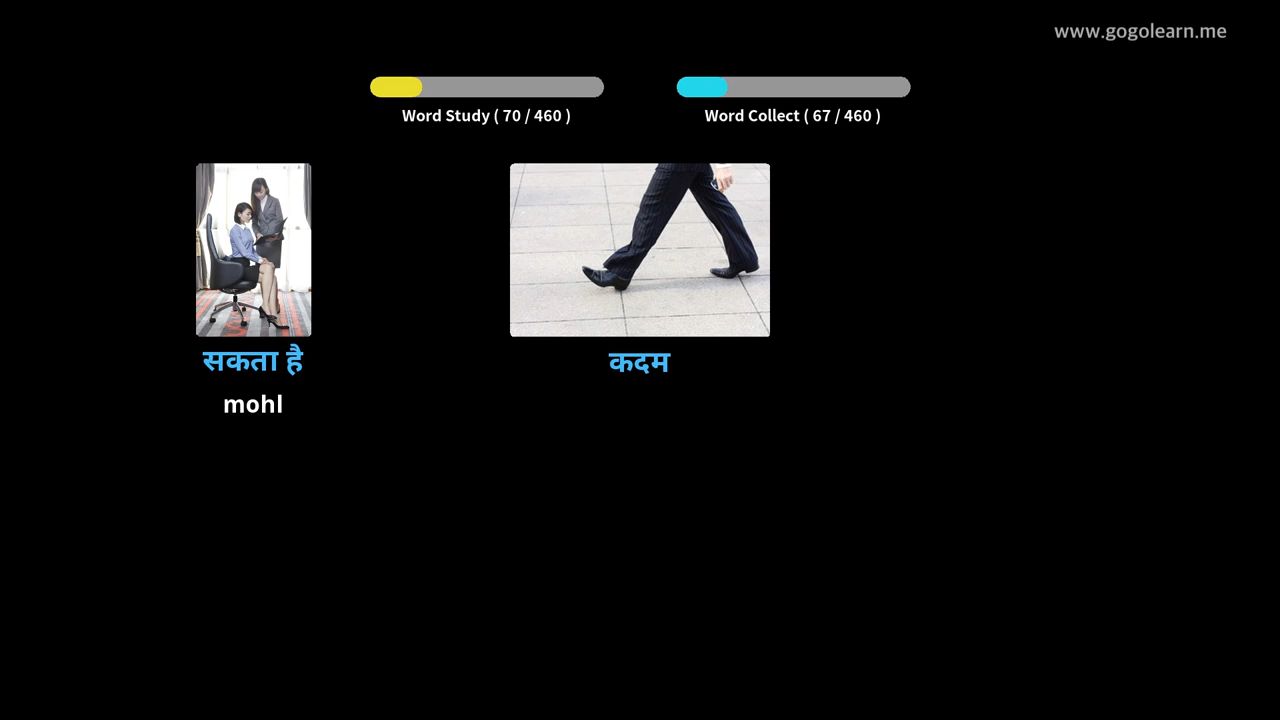 www.gogolearn.me
Word Study ( 70 / 460 )
Word Collect ( 67 / 460 )
सकता है
कदम
mohl